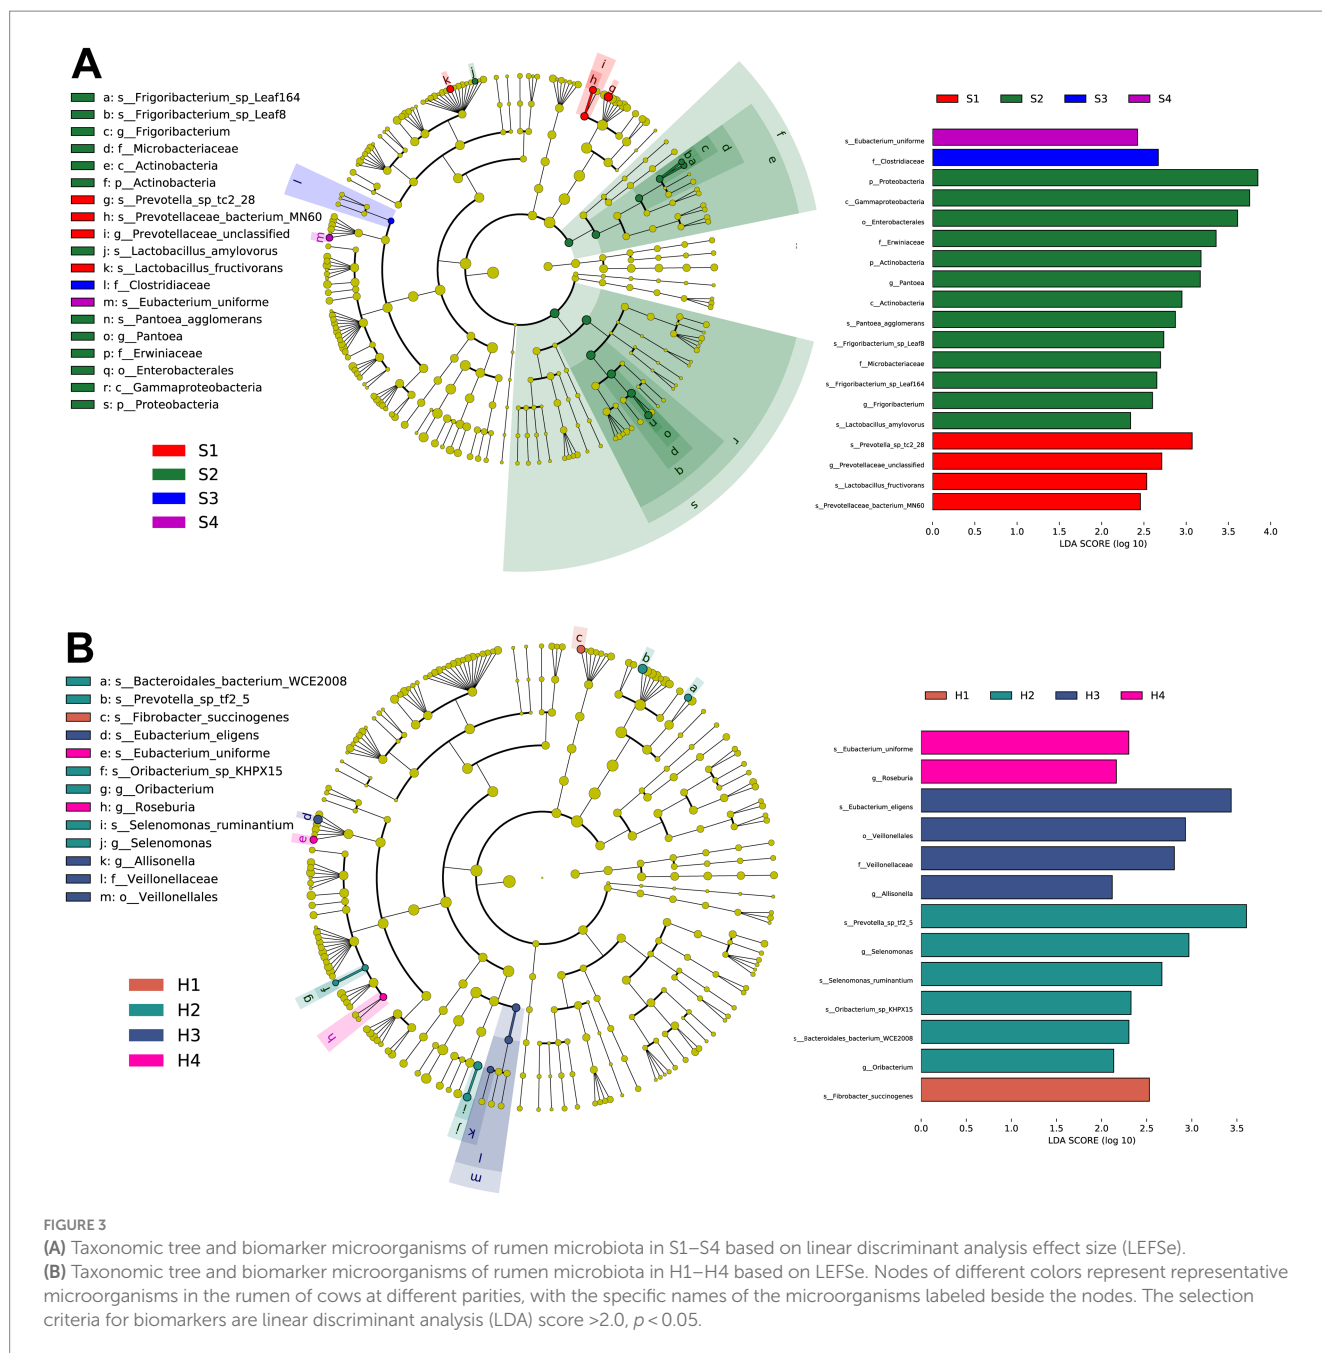 A
a: s__Frigoribacterium_sp_Leaf164
b: s__Frigoribacterium_sp_Leaf8
c: g__Frigoribacterium
d: f__Microbacteriaceae
e: c__Actinobacteria
f: p__Actinobacteria
g: s__Prevotella_sp_tc2_28
h: s__Prevotellaceae_bacterium_MN60
i: g__Prevotellaceae_unclassified
j: s__Lactobacillus_amylovorus
k: s__Lactobacillus_fructivorans
l: f__Clostridiaceae
m: s__Eubacterium_uniforme
n: s__Pantoea_agglomerans
o: g__Pantoea
p: f__Erwiniaceae
q: o__Enterobacterales
r: c__Gammaproteobacteria
s: p__Proteobacteria
S1
S2
S3
S4
k
j
i
h
g
b
a
c
d
e
f
l
m
n
o
p
q
r
s
S1 S2 S3 S4
s__Eubacterium_uniforme
f__Clostridiaceae
p__Proteobacteria
c__Gammaproteobacteria
o__Enterobacterales
f__Erwiniaceae
p__Actinobacteria
g__Pantoea
c__Actinobacteria
s__Pantoea_agglomerans
s__Frigoribacterium_sp_Leaf8
f__Microbacteriaceae
s__Frigoribacterium_sp_Leaf164
g__Frigoribacterium
s__Lactobacillus_amylovorus
s__Prevotella_sp_tc2_28
g__Prevotellaceae_unclassified
s__Lactobacillus_fructivorans
s__Prevotellaceae_bacterium_MN60
0.0 0.5 1.0 1.5 2.0 2.5 3.0 3.5 4.0
LDA SCORE (log 10)
B
a: s__Bacteroidales_bacterium_WCE2008
b: s__Prevotella_sp_tf2_5
c: s__Fibrobacter_succinogenes
d: s__Eubacterium_eligens
e: s__Eubacterium_uniforme
f: s__Oribacterium_sp_KHPX15
g: g__Oribacterium
h: g__Roseburia
i: s__Selenomonas_ruminantium
j: g__Selenomonas
k: g__Allisonella
l: f__Veillonellaceae
m: o__Veillonellales
H1
H2
H3
H4
c
b
a
d
e
f
g
h
i
j
k
l
m
H1 H2 H3 H4
s__Eubacterium_uniforme
g__Roseburia
s__Eubacterium_eligens
o__Veillonellales
f__Veillonellaceae
g__Allisonella
s__Prevotella_sp_tf2_5
g__Selenomonas
s__Selenomonas_ruminantium
s__Oribacterium_sp_KHPX15
s__Bacteroidales_bacterium_WCE2008
g__Oribacterium
s__Fibrobacter_succinogenes
0.0 0.5 1.0 1.5 2.0 2.5 3.0 3.5
LDA SCORE (log 10)
FIGURE 3
(A) Taxonomic tree and biomarker microorganisms of rumen microbiota in S1–S4 based on linear discriminant analysis effect size (LEFSe).
(B) Taxonomic tree and biomarker microorganisms of rumen microbiota in H1–H4 based on LEFSe. Nodes of different colors represent representative
microorganisms in the rumen of cows at different parities, with the specific names of the microorganisms labeled beside the nodes. The selection
criteria for biomarkers are linear discriminant analysis (LDA) score >2.0, p < 0.05.